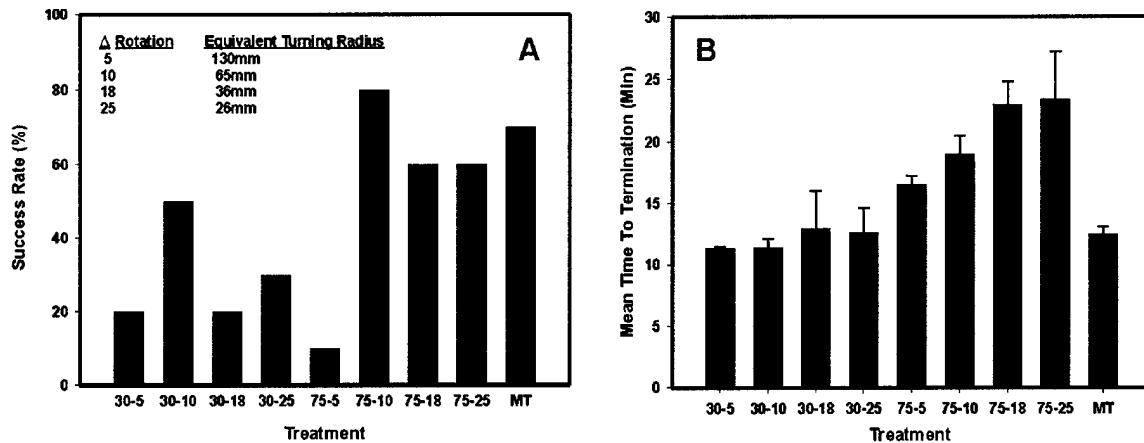 100
80
60
40
20
0
Success Rate (%)
Δ Rotation Equivalent Turning Radius
5 130mm
10 65mm
18 36mm
25 26mm
A
30-5 30-10 30-18 30-25 75-5 75-10 75-18 75-25 MT
Treatment
30
25
20
15
10
5
0
Mean Time To Termination (Min)
B
30-5 30-10 30-18 30-25 75-5 75-10 75-18 75-25 MT
Treatment